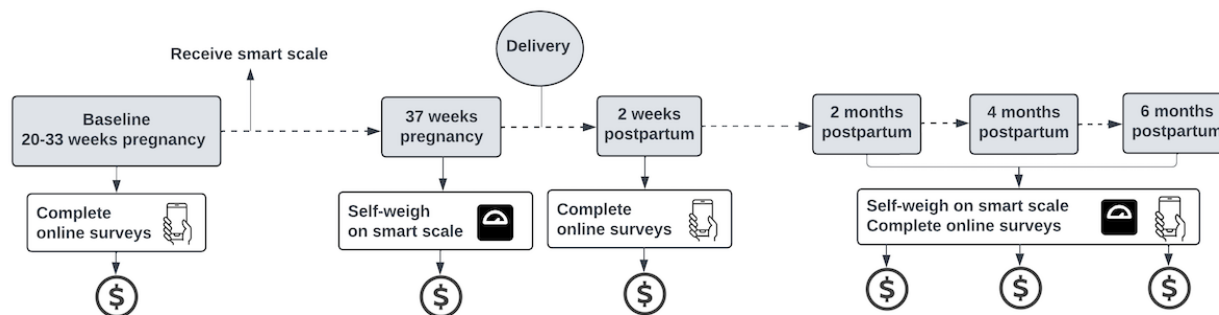 Delivery
Receive smart scale
Baseline
20-33 weeks pregnancy
37 weeks
pregnancy
2 weeks
postpartum
2 months
postpartum
4 months
postpartum
6 months
postpartum
Complete
online surveys
Self-weigh
on smart scale
Complete
online surveys
Self-weigh on smart scale
Complete online surveys
$
$
$
$
$
$